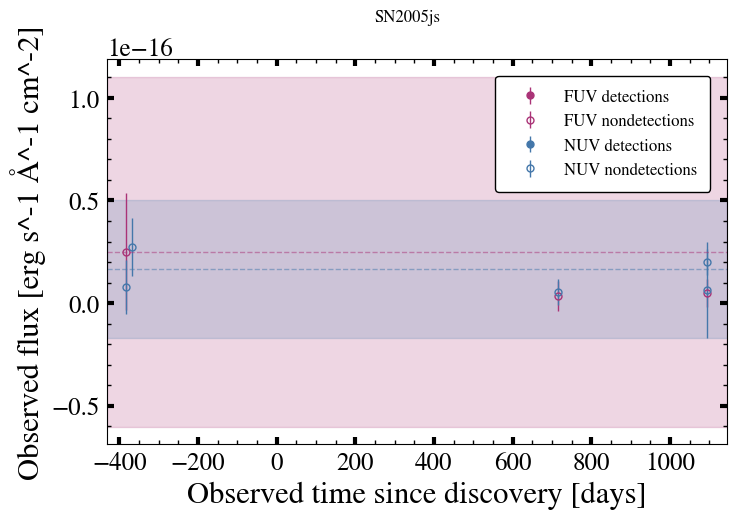 SN2005js
1e−16
Observed flux [erg s^-1 Å^-1 cm^-2]
1.0
0.5
0.0
−0.5
FUV detections
FUV nondetections
NUV detections
NUV nondetections
−400 −200 0 200 400 600 800 1000
Observed time since discovery [days]